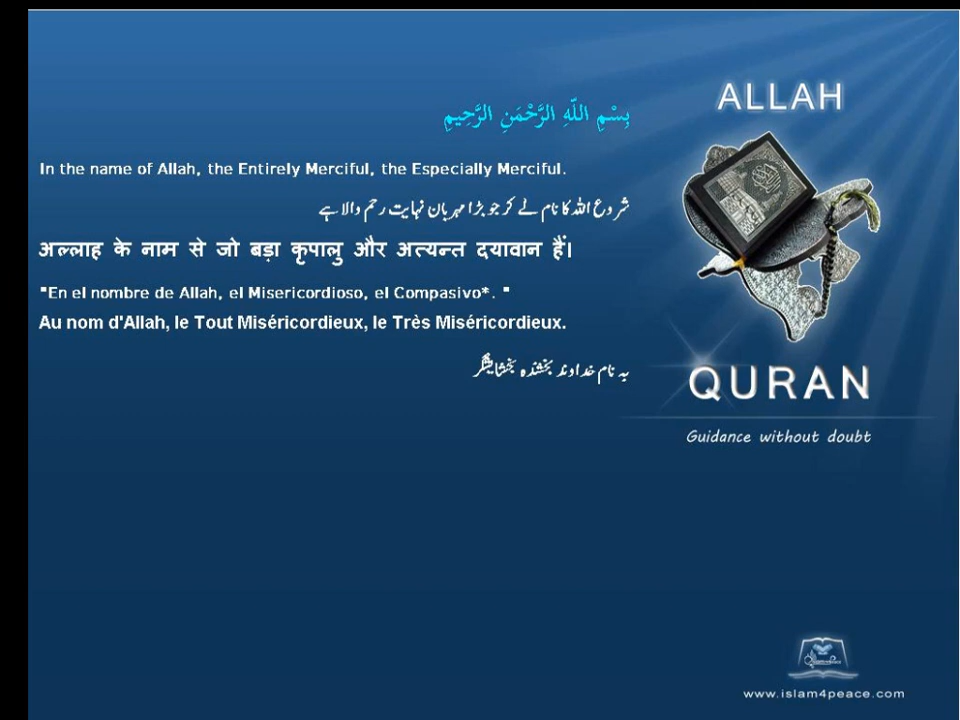 بِسْمِ اللّهِ الرَّحْمَنِ الرَّحِيمِ
In the name of Allah, the Entirely Merciful, the Especially Merciful.
شروع الله کا نام لے کر جو بڑا مہربان نہایت رحم والا ہے
अल्लाह के नाम से जो बड़ा कृपालु और अत्यन्त दयावान हैं।
"En el nombre de Allah, el Misericordioso, el Compasivo*. "
Au nom d'Allah, le Tout Miséricordieux, le Très Miséricordieux.
به نام خداوند بخشنده بخشایشگر
ALLAH
QURAN
Guidance without doubt
www.islam4peace.com